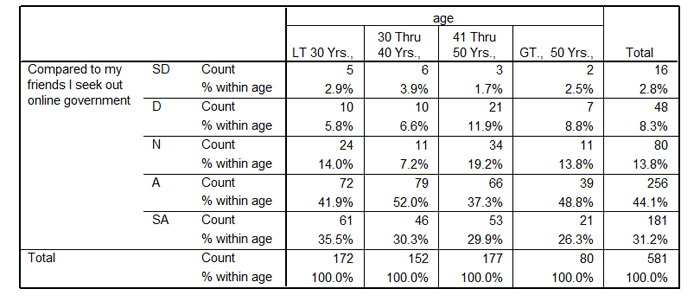 age
LT 30 Yrs., 30 Thru 40 Yrs., 41 Thru 50 Yrs., GT., 50 Yrs., Total
Compared to my friends I seek out online government SD Count 5 6 3 2 16
% within age 2.9% 3.9% 1.7% 2.5% 2.8%
D Count 10 10 21 7 48
% within age 5.8% 6.6% 11.9% 8.8% 8.3%
N Count 24 11 34 11 80
% within age 14.0% 7.2% 19.2% 13.8% 13.8%
A Count 72 79 66 39 256
% within age 41.9% 52.0% 37.3% 48.8% 44.1%
SA Count 61 46 53 21 181
% within age 35.5% 30.3% 29.9% 26.3% 31.2%
Total Count 172 152 177 80 581
% within age 100.0% 100.0% 100.0% 100.0% 100.0%